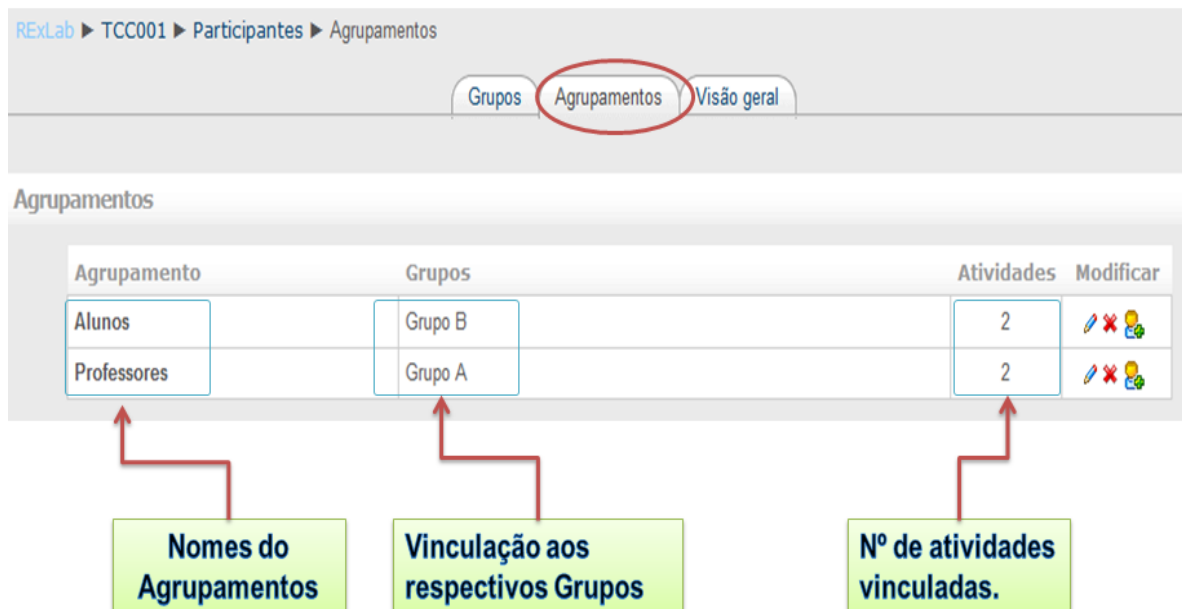 RExLab ▶ TCC001 ▶ Participantes ▶ Agrupamentos
Grupos Agrupamentos Visão geral
Agrupamentos
Agrupamento Grupos Atividades Modificar
Alunos Grupo B 2
Professores Grupo A 2
Nomes do
Agrupamentos
Vinculação aos
respectivos Grupos
Nº de atividades
vinculadas.